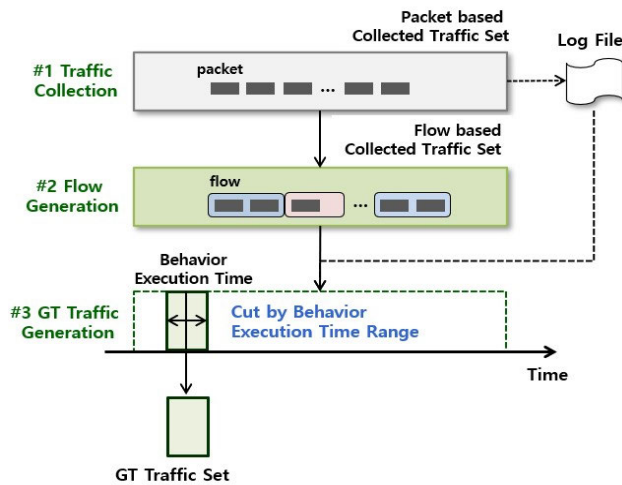 Packet based
Collected Traffic Set
Log File
#1 Traffic
Collection
packet
...
Flow based
Collected Traffic Set
#2 Flow
Generation
flow
...
Behavior
Execution Time
#3 GT Traffic
Generation
Cut by Behavior
Execution Time Range
Time
GT Traffic Set